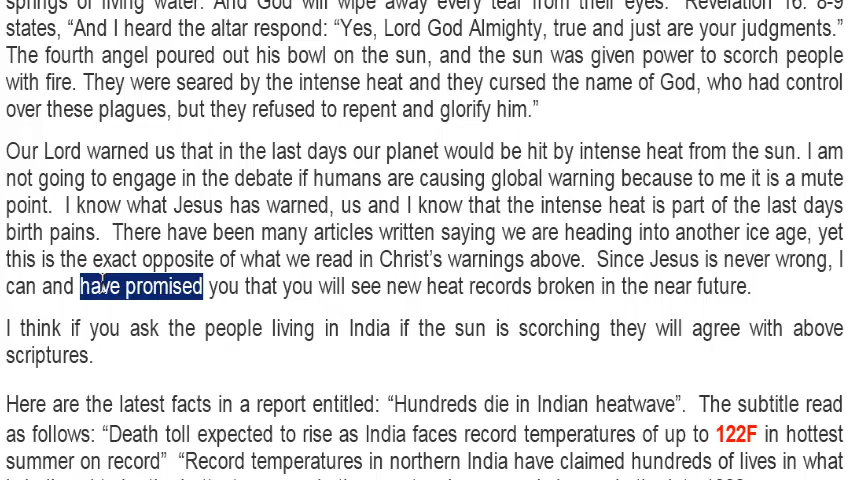 springs of living water. And God will wipe away every tear from their eyes.” Revelation 16: 8-9
states, “And I heard the altar respond: “Yes, Lord God Almighty, true and just are your judgments.”
The fourth angel poured out his bowl on the sun, and the sun was given power to scorch people
with fire. They were seared by the intense heat and they cursed the name of God, who had control
over these plagues, but they refused to repent and glorify him.”
Our Lord warned us that in the last days our planet would be hit by intense heat from the sun. I am
not going to engage in the debate if humans are causing global warning because to me it is a mute
point. I know what Jesus has warned, us and I know that the intense heat is part of the last days
birth pains. There have been many articles written saying we are heading into another ice age, yet
this is the exact opposite of what we read in Christ’s warnings above. Since Jesus is never wrong, I
can and have promised you that you will see new heat records broken in the near future.
I think if you ask the people living in India if the sun is scorching they will agree with above
scriptures.
Here are the latest facts in a report entitled: “Hundreds die in Indian heatwave”. The subtitle read
as follows: “Death toll expected to rise as India faces record temperatures of up to 122F in hottest
summer on record” “Record temperatures in northern India have claimed hundreds of lives in what